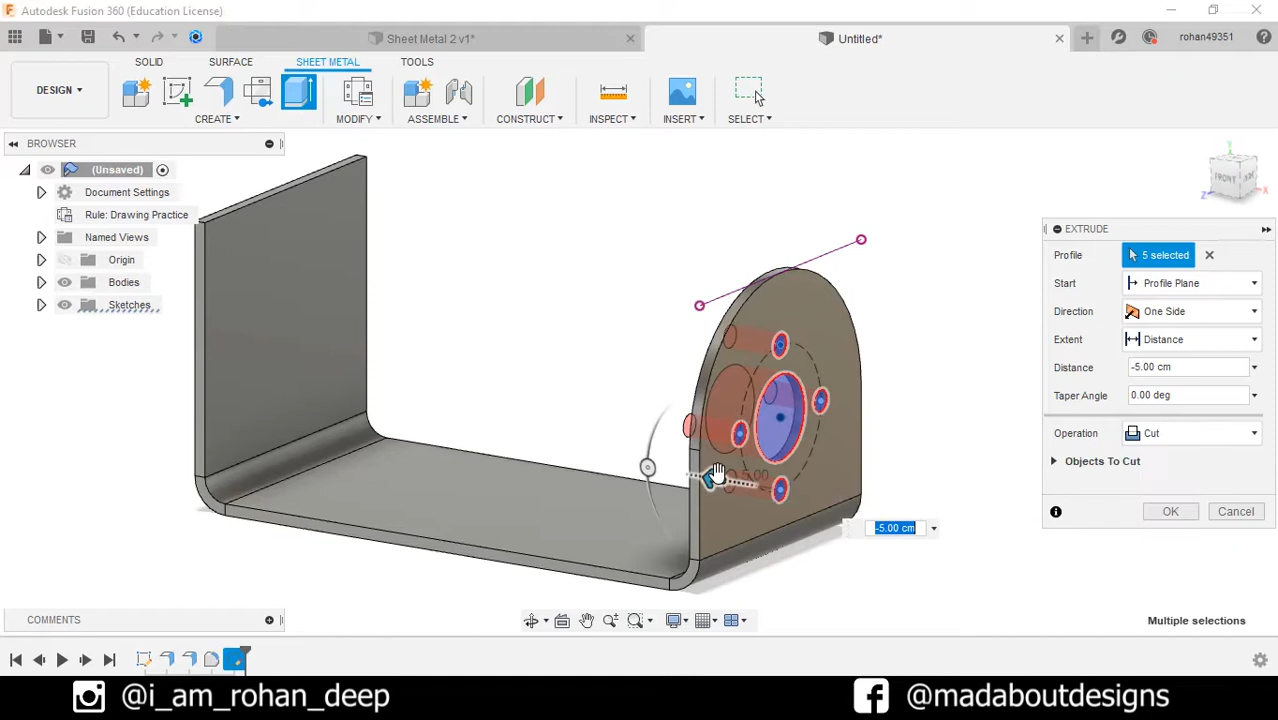 Autodesk Fusion 360 (Education License)
Sheet Metal 2 v1*
Untitled*
rohan49351
SOLID
SURFACE
SHEET METAL
TOOLS
DESIGN
CREATE
MODIFY
ASSEMBLE
CONSTRUCT
INSPECT
INSERT
SELECT
BROWSER
(Unsaved)
Document Settings
Rule: Drawing Practice
Named Views
Origin
Bodies
Sketches
FRONT
Y
X
Z
EXTRUDE
Profile
5 selected
Start
Profile Plane
Direction
One Side
Extent
Distance
Distance
-5.00 cm
Taper Angle
0.00 deg
Operation
Cut
Objects To Cut
OK
Cancel
5.00
-5.00 cm
COMMENTS
Multiple selections
@i_am_rohan_deep
@madaboutdesigns